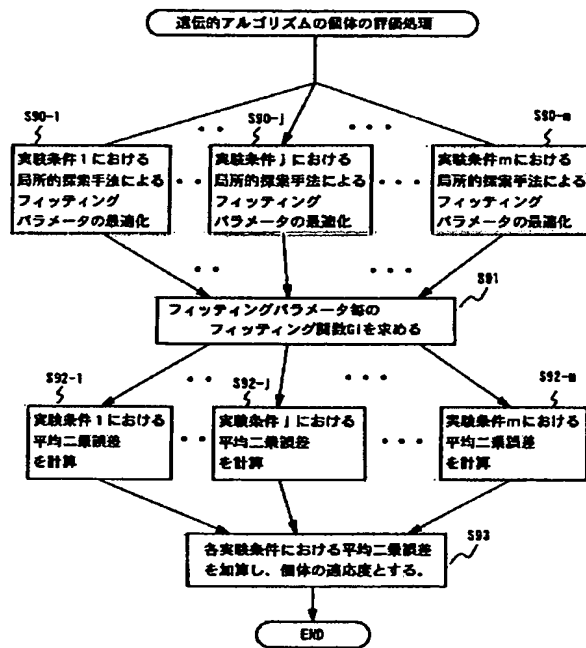 遺伝的アルゴリズムの個体の評価処理
S90-1
S90-j
S90-m
実験条件1における
局所的探索手法による
フィッティング
パラメータの最適化
実験条件jにおける
局所的探索手法による
フィッティング
パラメータの最適化
実験条件mにおける
局所的探索手法による
フィッティング
パラメータの最適化
S91
フィッティングパラメータ毎の
フィッティング関数Giを求める
S92-1
S92-j
S92-m
実験条件1における
平均二乗誤差
を計算
実験条件jにおける
平均二乗誤差
を計算
実験条件mにおける
平均二乗誤差
を計算
S93
各実験条件における平均二乗誤差
を加算し、個体の適応度とする。
END